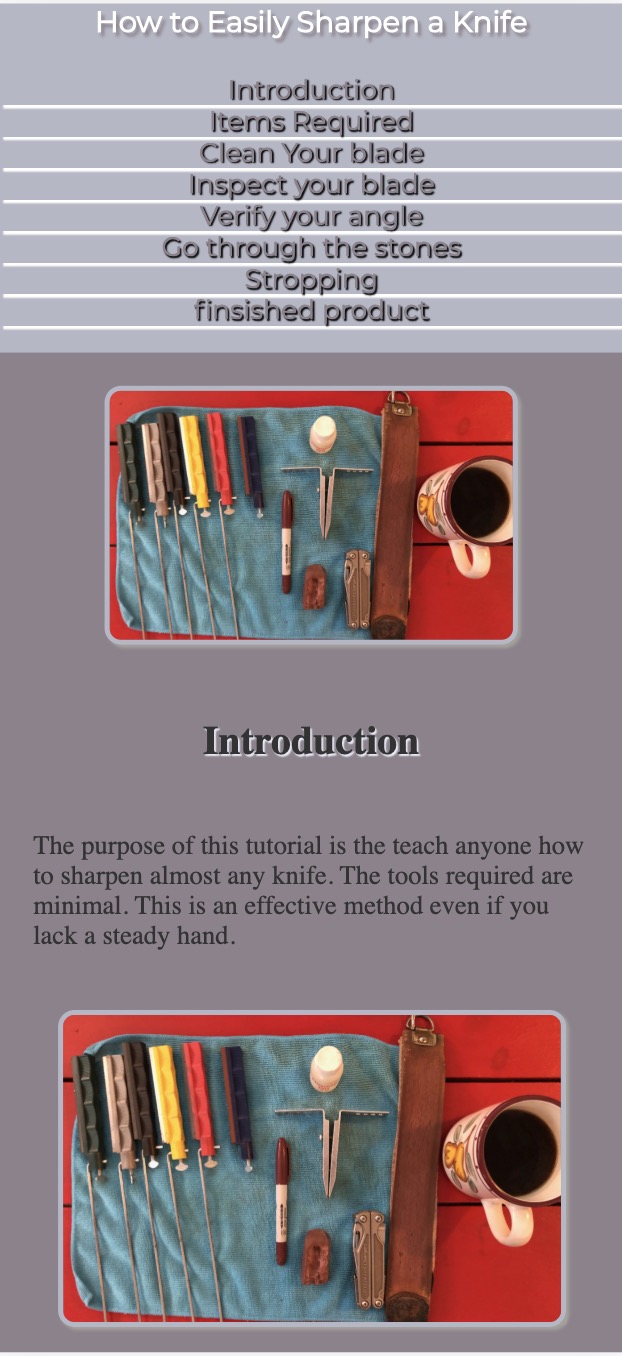 How to Easily Sharpen a Knife
Introduction
Items Required
Clean Your blade
Inspect your blade
Verify your angle
Go through the stones
Stropping
finsished product
Introduction
The purpose of this tutorial is the teach anyone how
to sharpen almost any knife. The tools required are
minimal. This is an effective method even if you
lack a steady hand.